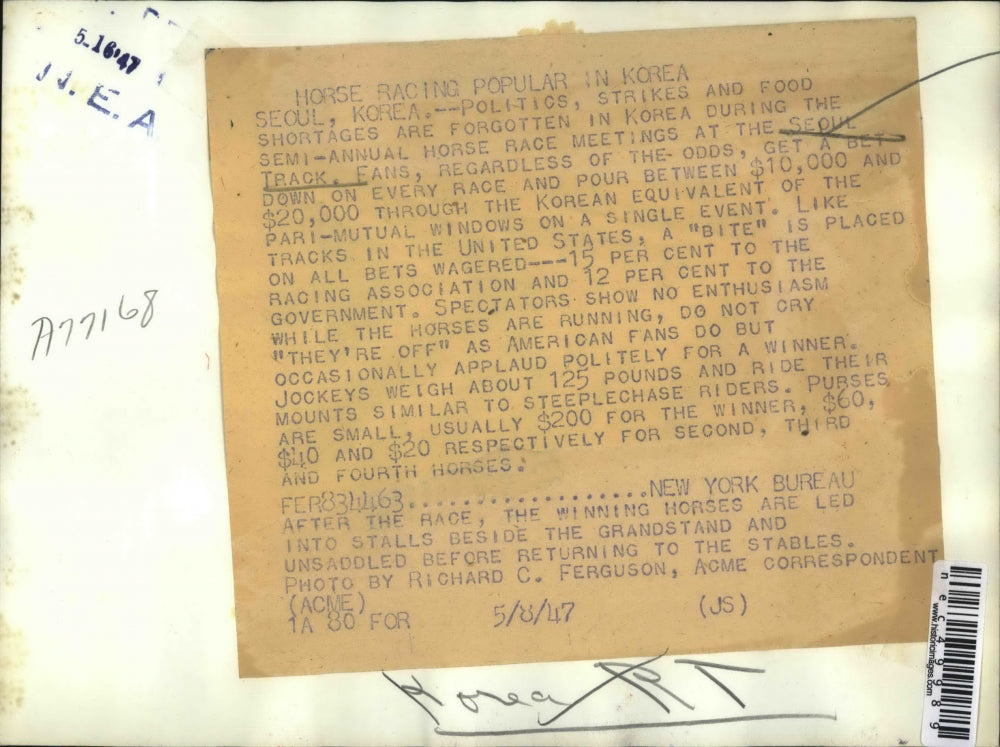 5-16'47
N.E.A
HORSE RACING POPULAR IN KOREA
SEOUL, KOREA.--POLITICS, STRIKES AND FOOD
SHORTAGES ARE FORGOTTEN IN KOREA DURING THE
SEMI-ANNUAL HORSE RACE MEETINGS AT THE SEOUL
TRACK. FANS, REGARDLESS OF THE ODDS, GET A BET
DOWN ON EVERY RACE AND POUR BETWEEN $10,000 AND
$20,000 THROUGH THE KOREAN EQUIVALENT OF THE
PARI-MUTUAL WINDOWS ON A SINGLE EVENT. LIKE
TRACKS IN THE UNITED STATES, A "BITE" IS PLACED
ON ALL BETS WAGERED---15 PER CENT TO THE
RACING ASSOCIATION AND 12 PER CENT TO THE
GOVERNMENT. SPECTATORS SHOW NO ENTHUSIASM
WHILE THE HORSES ARE RUNNING, DO NOT CRY
"THEY'RE OFF" AS AMERICAN FANS DO BUT
OCCASIONALLY APPLAUD POLITELY FOR A WINNER.
JOCKEYS WEIGH ABOUT 125 POUNDS AND RIDE THEIR
MOUNTS SIMILAR TO STEEPLECHASE RIDERS. PURSES
ARE SMALL, USUALLY $200 FOR THE WINNER, $60,
$40 AND $20 RESPECTIVELY FOR SECOND, THIRD
AND FOURTH HORSES.
FER834463....................NEW YORK BUREAU
AFTER THE RACE, THE WINNING HORSES ARE LED
INTO STALLS BESIDE THE GRANDSTAND AND
UNSADDLED BEFORE RETURNING TO THE STABLES.
PHOTO BY RICHARD C. FERGUSON, ACME CORRESPONDENT
(ACME)
1A 80 FOR 5/8/47 (JS)
A77168
Korea RT
www.historicimages.com
nec49989